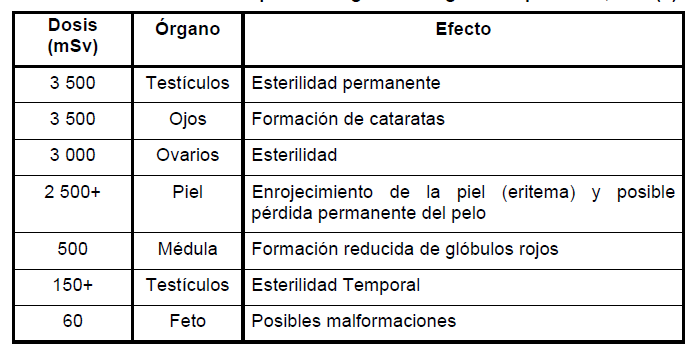 Dosis (mSv) Órgano Efecto
3 500 Testículos Esterilidad permanente
3 500 Ojos Formación de cataratas
3 000 Ovarios Esterilidad
2 500+ Piel Enrojecimiento de la piel (eritema) y posible
pérdida permanente del pelo
500 Médula Formación reducida de glóbulos rojos
150+ Testículos Esterilidad Temporal
60 Feto Posibles malformaciones